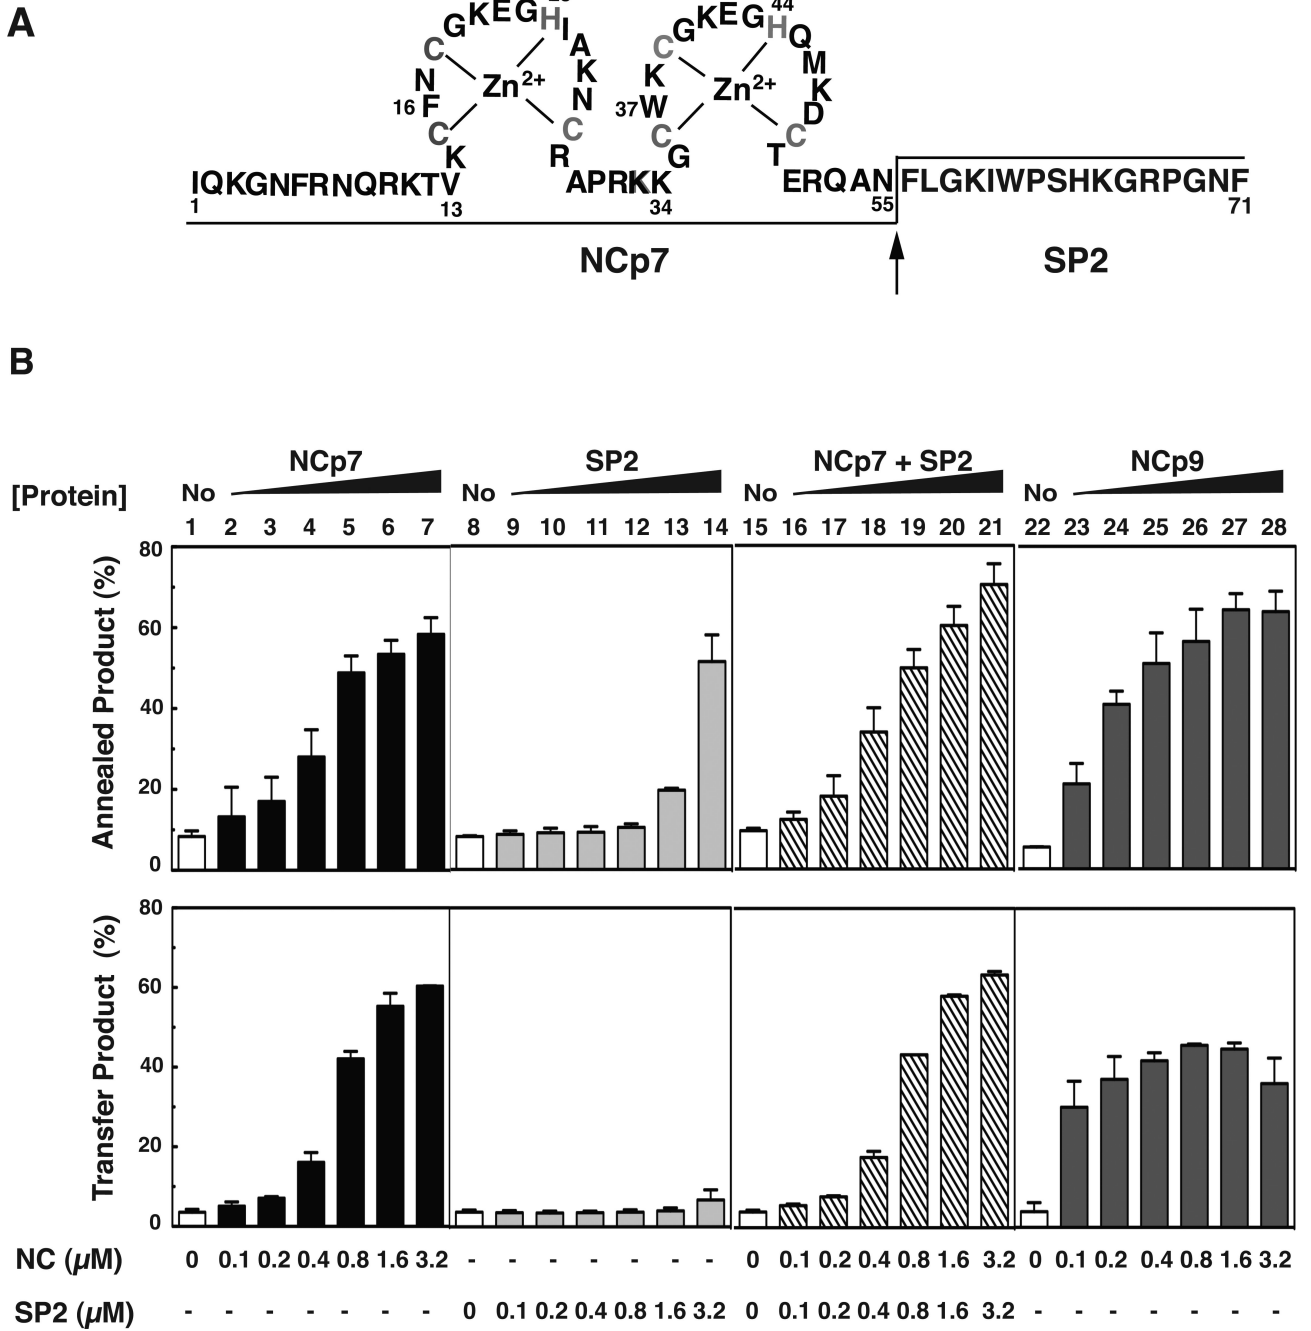 A
GKEGH 44
GKEGHI
C
C
Q
A
M
N
K
K
K
Zn2+
Zn2+
16 F
N
37 W
D
C
C
C
C
K
R
G
T
IQKGNFRNQRKTV
APRKK
ERQAN
FLGKIWPSHKGRPGNF
1
13
34
55
71
NCp7
SP2
B
NCp7
SP2
NCp7 + SP2
NCp9
[Protein]
No
No
No
No
1 2 3 4 5 6 7 8 9 10 11 12 13 14 15 16 17 18 19 20 21 22 23 24 25 26 27 28
Annealed Product (%)
80
60
40
20
0
Transfer Product (%)
80
60
40
20
0
NC (µM) 0 0.1 0.2 0.4 0.8 1.6 3.2 - - - - - - - 0 0.1 0.2 0.4 0.8 1.6 3.2 0 0.1 0.2 0.4 0.8 1.6 3.2
SP2 (µM) - - - - - - - 0 0.1 0.2 0.4 0.8 1.6 3.2 0 0.1 0.2 0.4 0.8 1.6 3.2 - - - - - - -